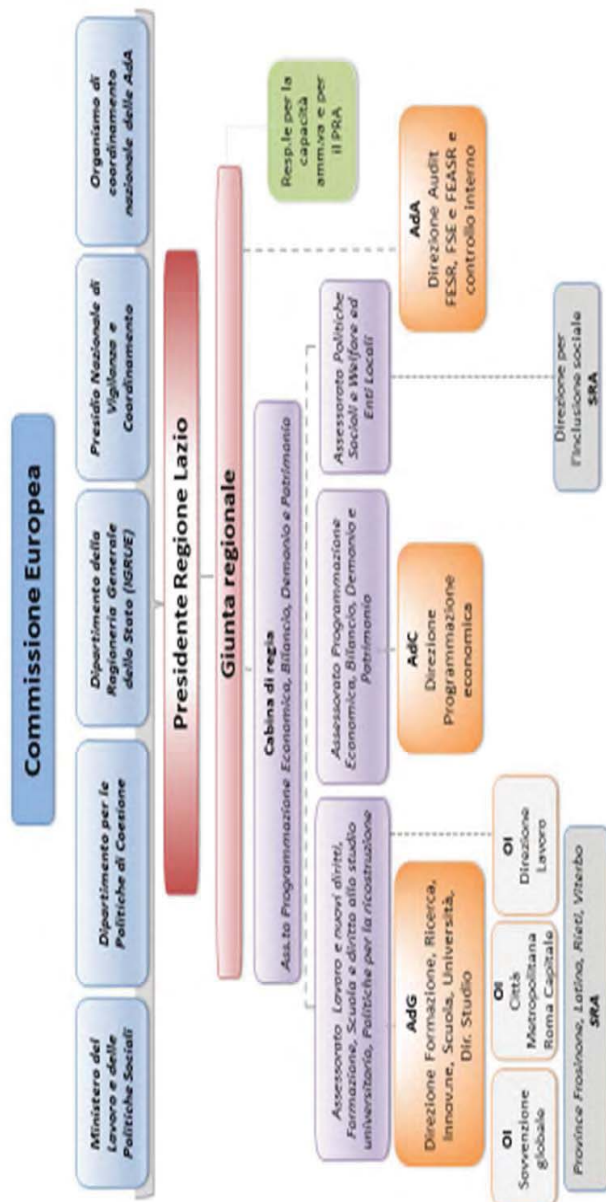 Commissione Europea
Ministero del
Lavoro e delle
Politiche Sociali
Dipartimento per le
Politiche di Coesione
Dipartimento della
Ragioneria Generale
dello Stato (IGRUE)
Presidio Nazionale di
Vigilanza e
Coordinamento
Organismo di
coordinamento
nazionale delle AdA
Presidente Regione Lazio
Giunta regionale
Resp.le per la
capacità
amm.va e per
il PRA
Cabina di regia
Ass.to Programmazione Economica, Bilancio, Demanio e Patrimonio
Assessorato Lavoro e nuovi diritti,
Formazione, Scuola e diritto allo studio
universitario, Politiche per la ricostruzione
Assessorato Programmazione
Economica, Bilancio, Demanio e
Patrimonio
Assessorato Politiche
Sociali e Welfare ed
Enti Locali
AdG
Direzione Formazione, Ricerca,
Innov.ne, Scuola, Università,
Dir. Studio
AdC
Direzione
Programmazione
economica
AdA
Direzione Audit
FESR, FSE e FEASR e
controllo interno
OI
Sovvenzione
globale
OI
Città
Metropolitana
Roma Capitale
OI
Direzione
Lavoro
Direzione per
l'Inclusione sociale
SRA
Province Frosinone, Latina, Rieti, Viterbo
SRA